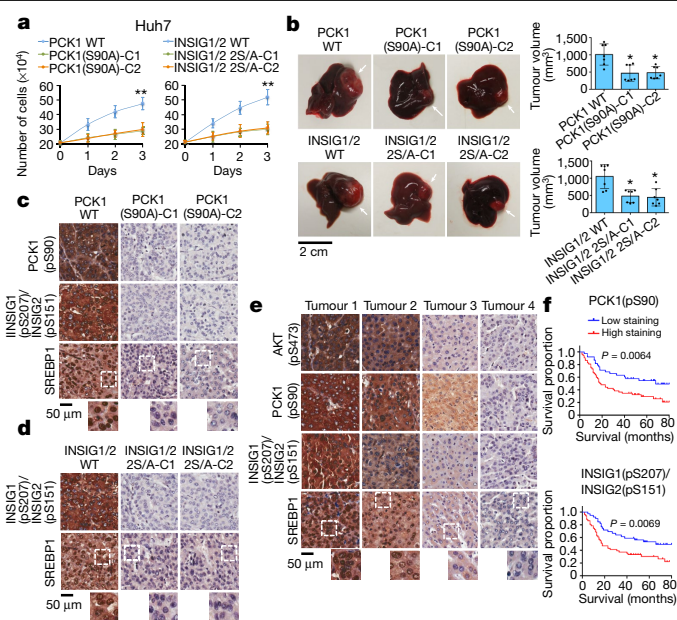 a
Huh7
PCK1 WT
PCK1(S90A)-C1
PCK1(S90A)-C2
INSIG1/2 WT
INSIG1/2 2S/A-C1
INSIG1/2 2S/A-C2
Number of cells (×10⁴)
60
50
40
30
20
**
0 1 2 3
Days
60
50
40
30
20
**
0 1 2 3
Days
b
PCK1
WT
PCK1
(S90A)-C1
PCK1
(S90A)-C2
INSIG1/2
WT
INSIG1/2
2S/A-C1
INSIG1/2
2S/A-C2
2 cm
Tumour volume
(mm³)
1,500
1,000
500
0
* *
PCK1 WT
PCK1(S90A)-C1
PCK1(S90A)-C2
Tumour volume
(mm³)
1,500
1,000
500
0
* *
INSIG1/2 WT
INSIG1/2 2S/A-C1
INSIG1/2 2S/A-C2
c
PCK1
WT
PCK1
(S90A)-C1
PCK1
(S90A)-C2
PCK1
(pS90)
IINSIG1
(pS207)/
INSIG2
(pS151)
SREBP1
50 μm
d
INSIG1/2
WT
INSIG1/2
2S/A-C1
INSIG1/2
2S/A-C2
INSIG1
(pS207)/
INSIG2
(pS151)
SREBP1
50 μm
e
Tumour 1 Tumour 2 Tumour 3 Tumour 4
AKT
(pS473)
PCK1
(pS90)
INSIG1
(pS207)/
INSIG2
(pS151)
SREBP1
50 μm
f
PCK1(pS90)
Low staining
High staining
Survival proportion
1.0
0.8
0.6
0.4
0.2
0
P = 0.0064
0 20 40 60 80
Survival (months)
INSIG1(pS207)/
INSIG2(pS151)
Survival proportion
1.0
0.8
0.6
0.4
0.2
0
P = 0.0069
0 20 40 60 80
Survival (months)